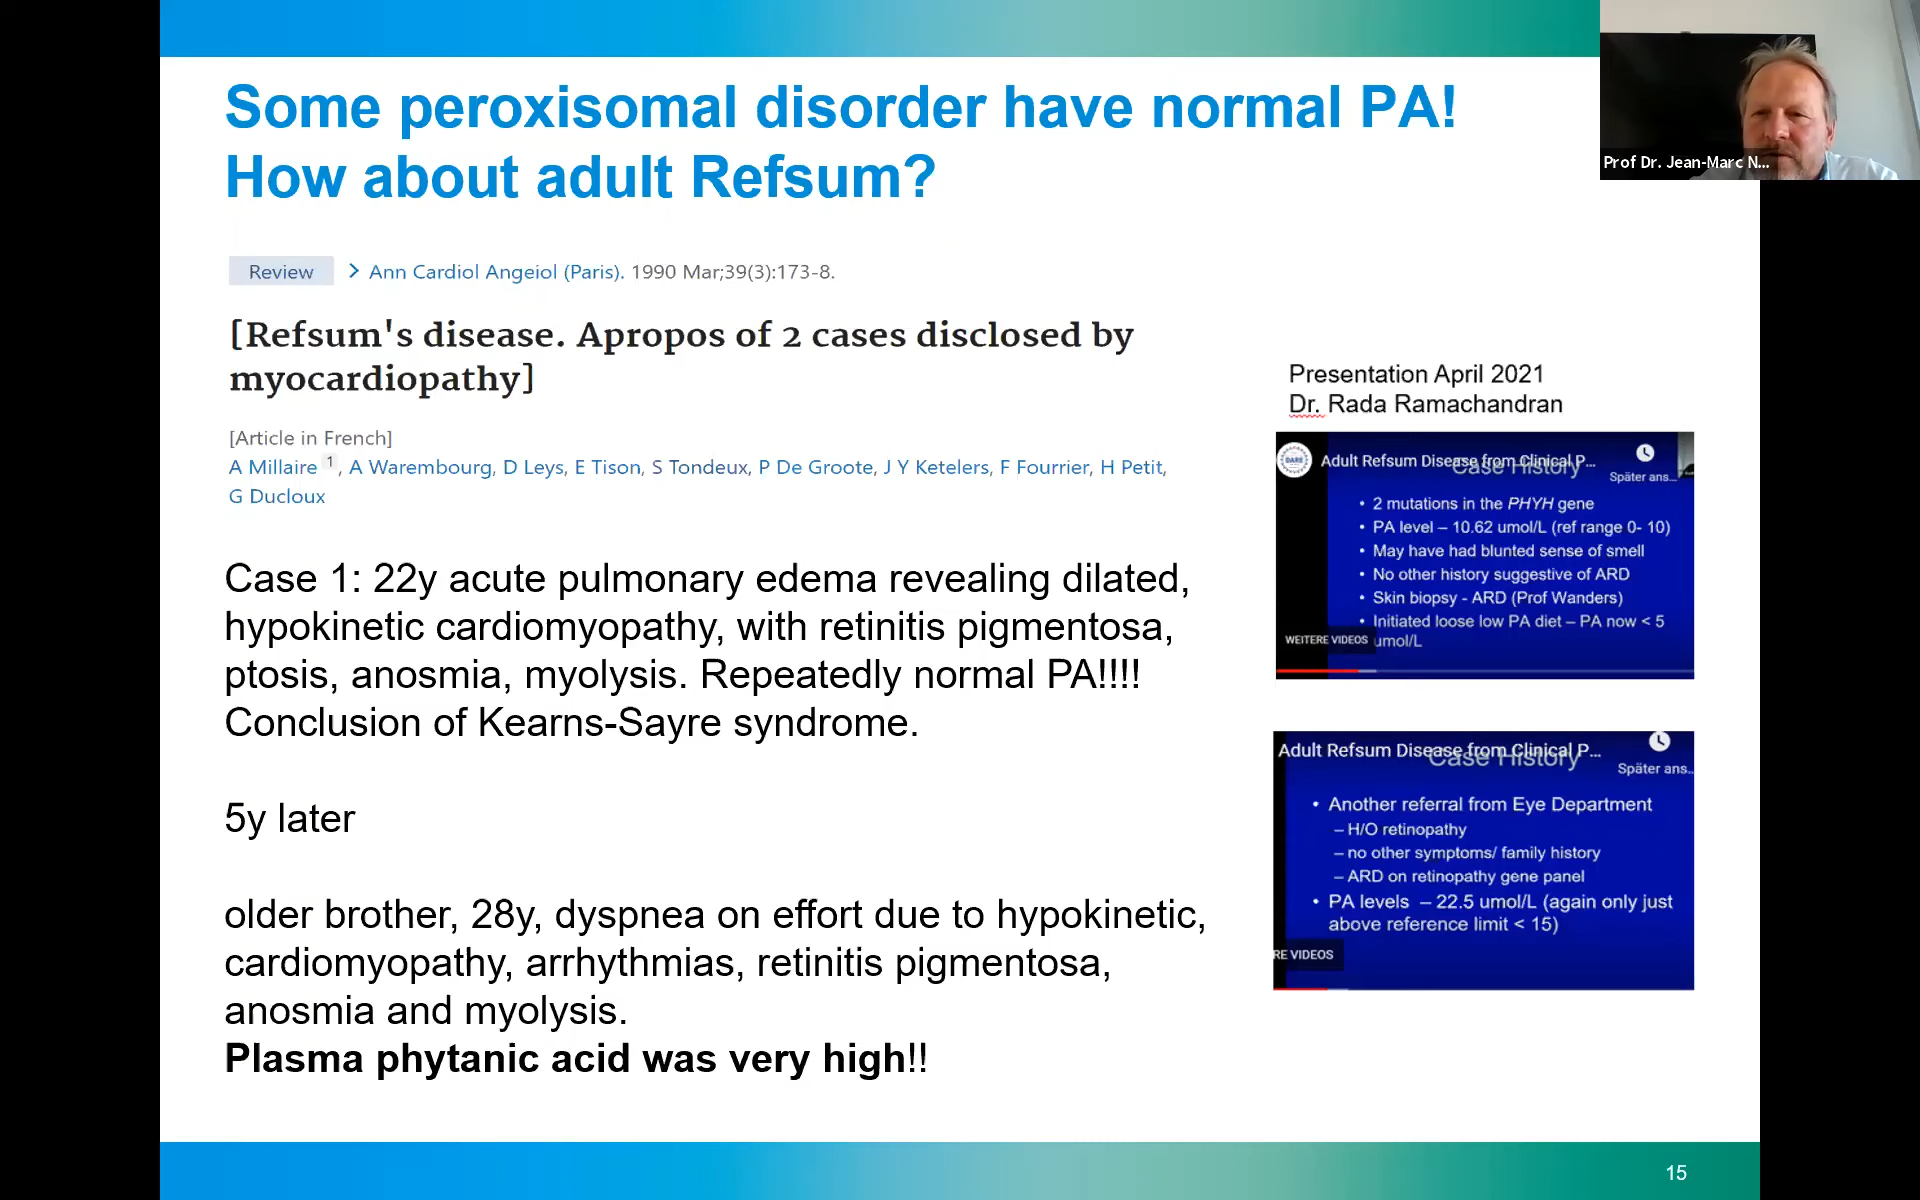 Some peroxisomal disorder have normal PA!
How about adult Refsum?
Prof Dr. Jean-Marc N...
Review > Ann Cardiol Angeiol (Paris). 1990 Mar;39(3):173-8.
[Refsum's disease. Apropos of 2 cases disclosed by
myocardiopathy]
[Article in French]
A Millaire 1, A Warembourg, D Leys, E Tison, S Tondeux, P De Groote, J Y Ketelers, F Fourrier, H Petit,
G Ducloux
Case 1: 22y acute pulmonary edema revealing dilated,
hypokinetic cardiomyopathy, with retinitis pigmentosa,
ptosis, anosmia, myolysis. Repeatedly normal PA!!!!
Conclusion of Kearns-Sayre syndrome.
5y later
older brother, 28y, dyspnea on effort due to hypokinetic,
cardiomyopathy, arrhythmias, retinitis pigmentosa,
anosmia and myolysis.
Plasma phytanic acid was very high!!
Presentation April 2021
Dr. Rada Ramachandran
DARE
Adult Refsum Disease from Clinical P...
Case History
Später ans...
• 2 mutations in the PHYH gene
• PA level – 10.62 umol/L (ref range 0- 10)
• May have had blunted sense of smell
• No other history suggestive of ARD
• Skin biopsy - ARD (Prof Wanders)
• Initiated loose low PA diet – PA now < 5
umol/L
WEITERE VIDEOS
Adult Refsum Disease from Clinical P...
Case History
Später ans...
• Another referral from Eye Department
– H/O retinopathy
– no other symptoms/ family history
– ARD on retinopathy gene panel
• PA levels – 22.5 umol/L (again only just
above reference limit < 15)
RE VIDEOS
15